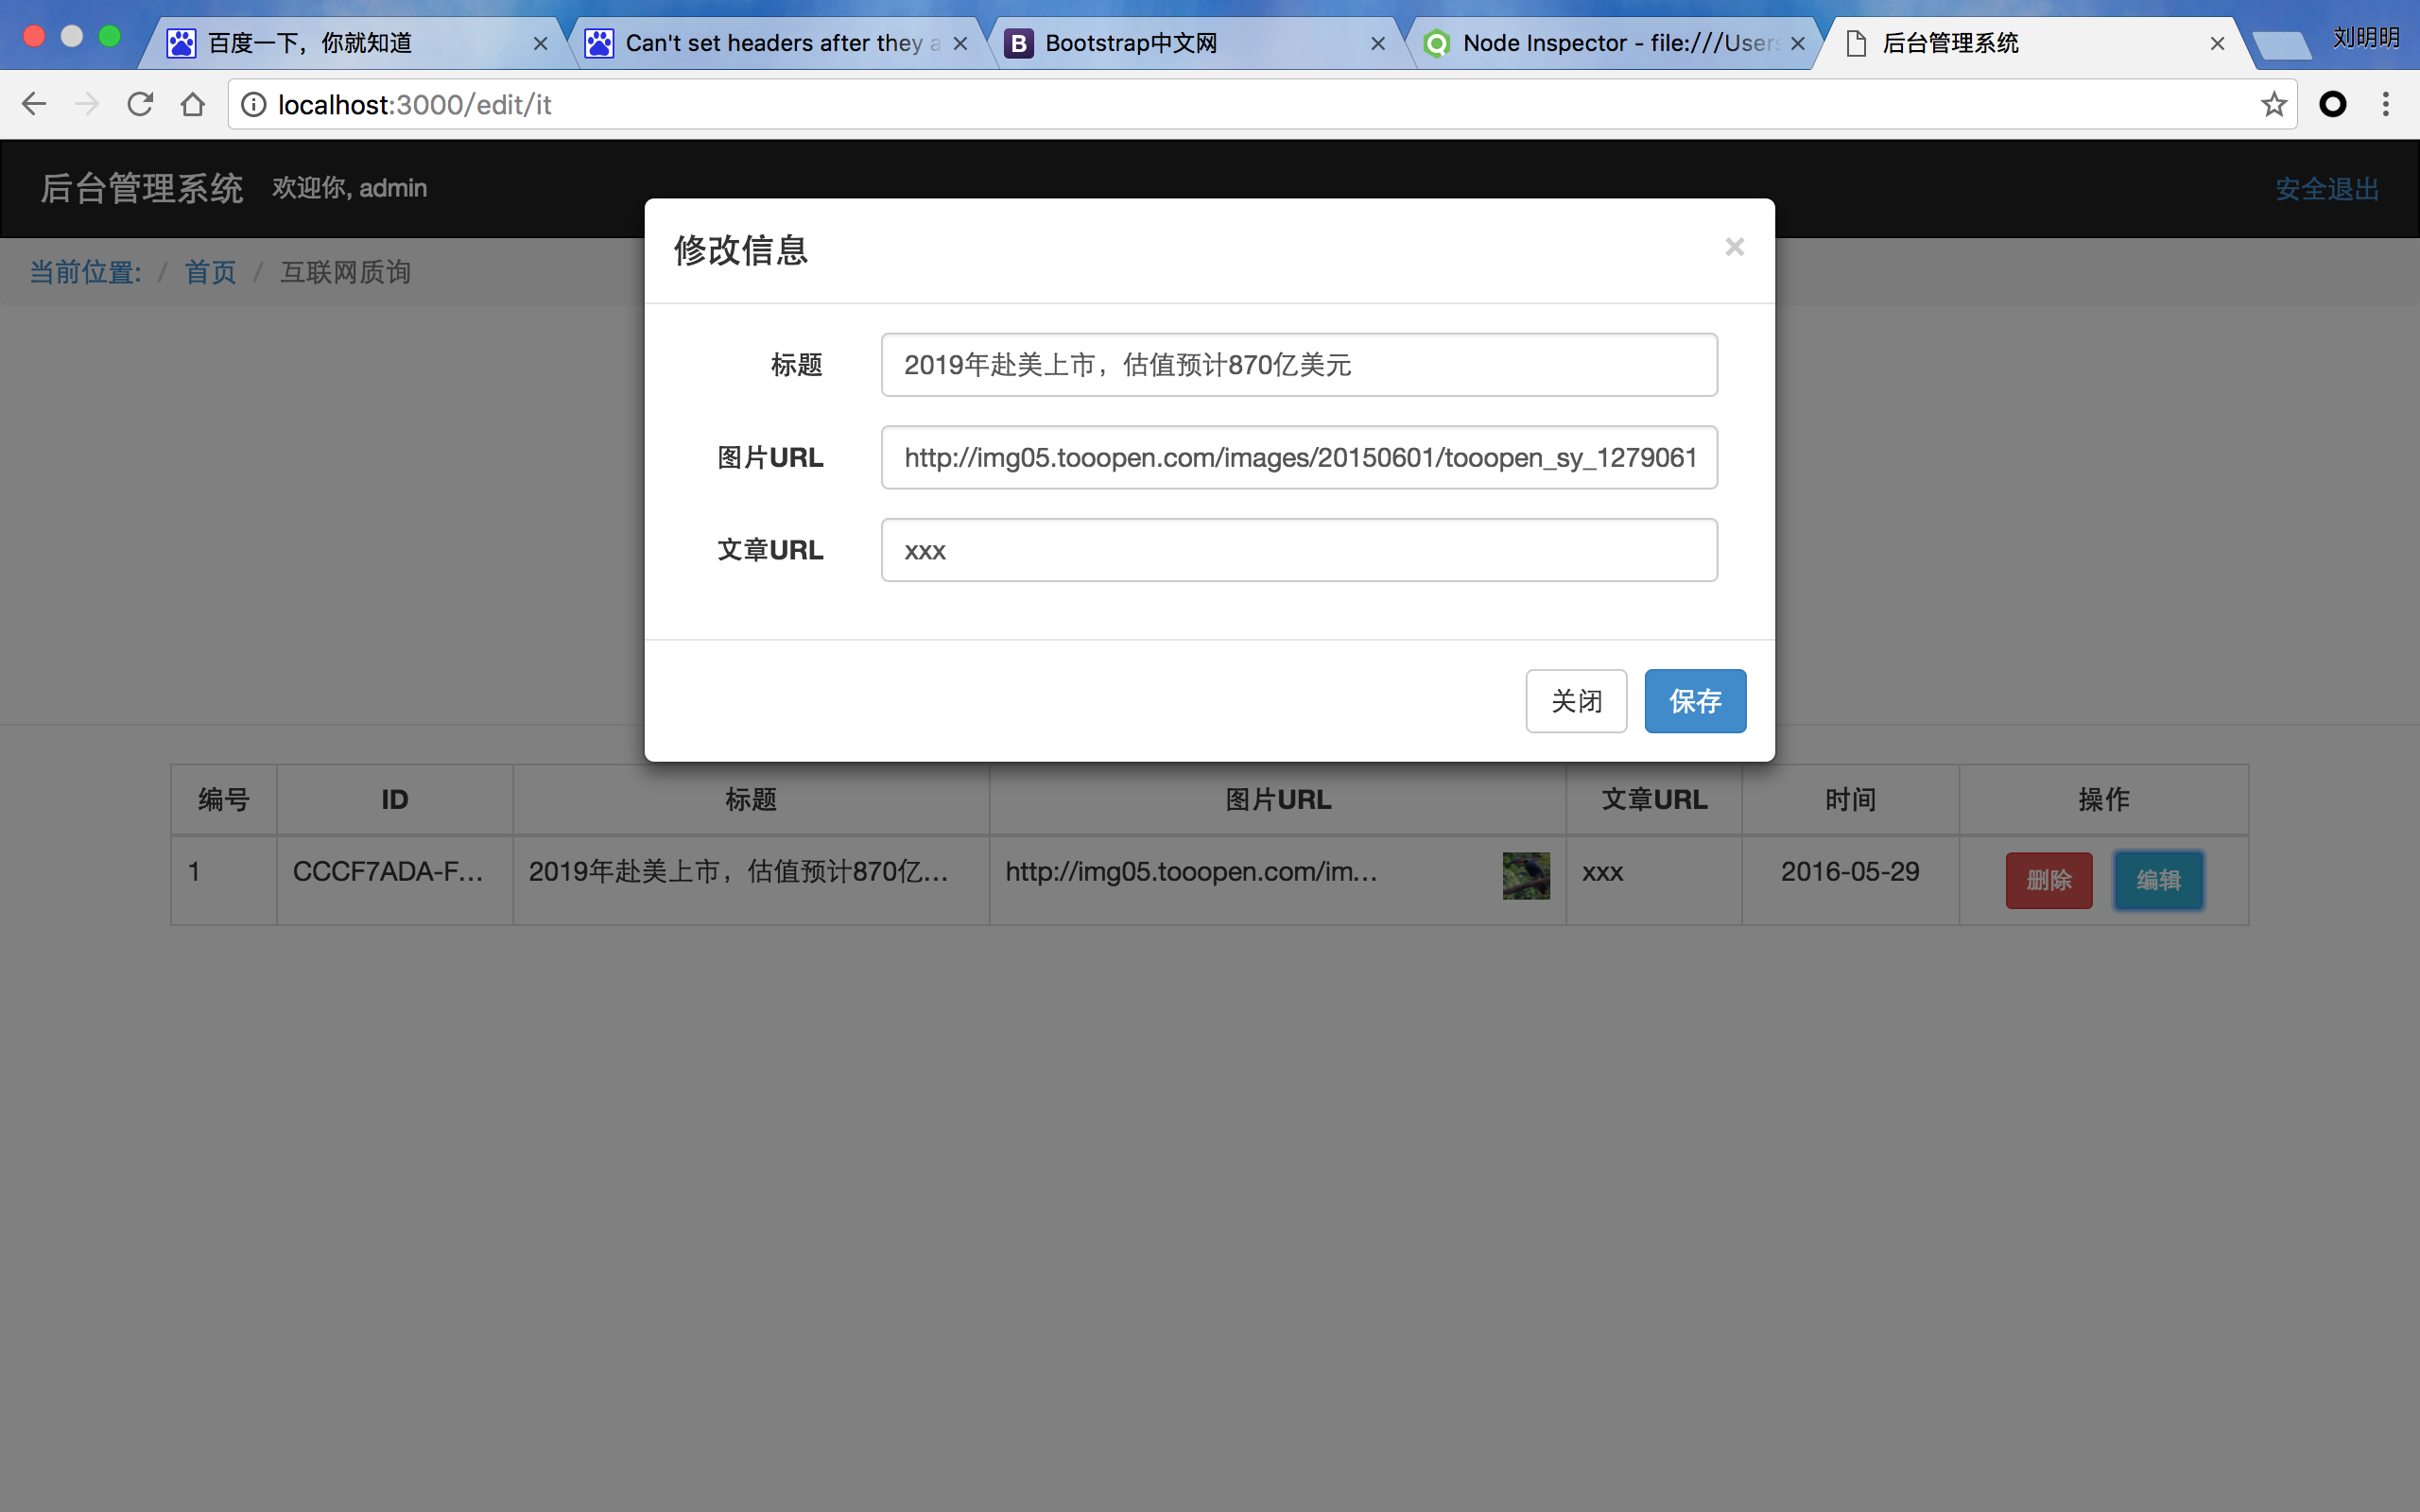 百度一下，你就知道
Can't set headers after they a
Bootstrap中文网
Node Inspector - file:///Users
后台管理系统
刘明明
localhost:3000/edit/it
后台管理系统 欢迎你, admin 安全退出
当前位置: / 首页 / 互联网质询
修改信息 ×
标题 2019年赴美上市，估值预计870亿美元
图片URL http://img05.tooopen.com/images/20150601/tooopen_sy_1279061
文章URL xxx
关闭 保存
编号 ID 标题 图片URL 文章URL 时间 操作
1 CCCF7ADA-F... 2019年赴美上市，估值预计870亿... http://img05.tooopen.com/im... xxx 2016-05-29 删除 编辑